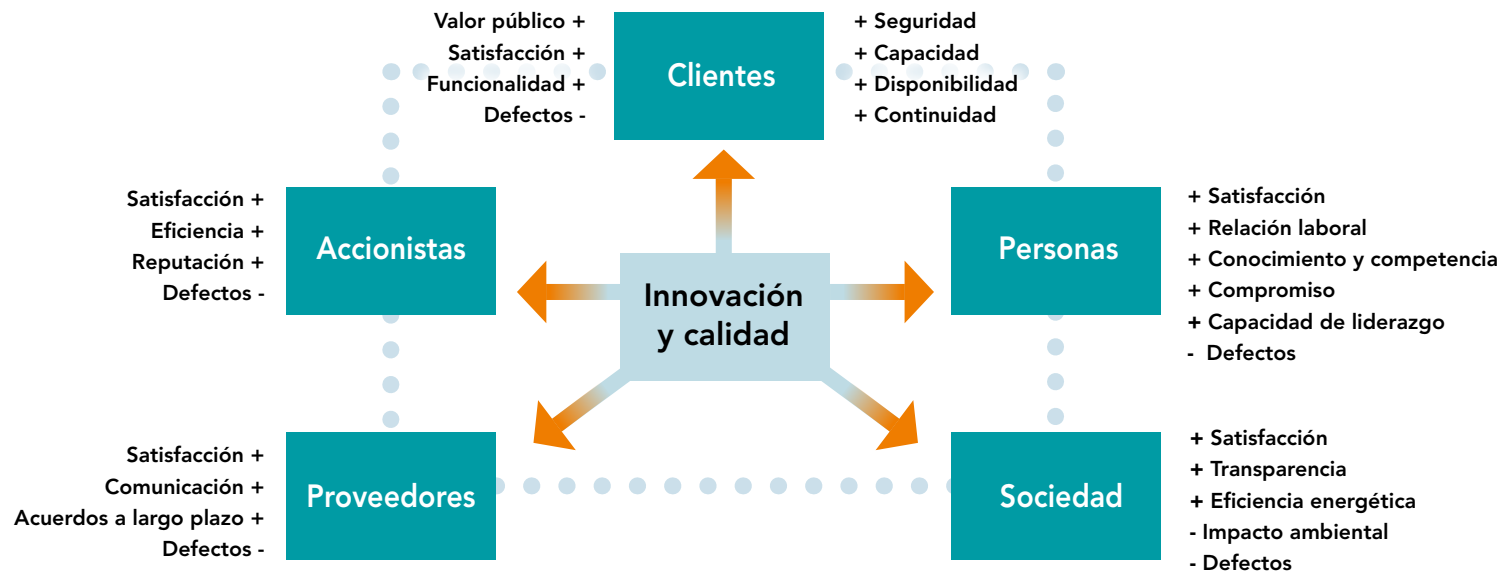 Valor público +
Satisfacción +
Funcionalidad +
Defectos -
Clientes
+ Seguridad
+ Capacidad
+ Disponibilidad
+ Continuidad
Satisfacción +
Eficiencia +
Reputación +
Defectos -
Accionistas
Innovación
y calidad
Personas
+ Satisfacción
+ Relación laboral
+ Conocimiento y competencia
+ Compromiso
+ Capacidad de liderazgo
- Defectos
Satisfacción +
Comunicación +
Acuerdos a largo plazo +
Defectos -
Proveedores
Sociedad
+ Satisfacción
+ Transparencia
+ Eficiencia energética
- Impacto ambiental
- Defectos